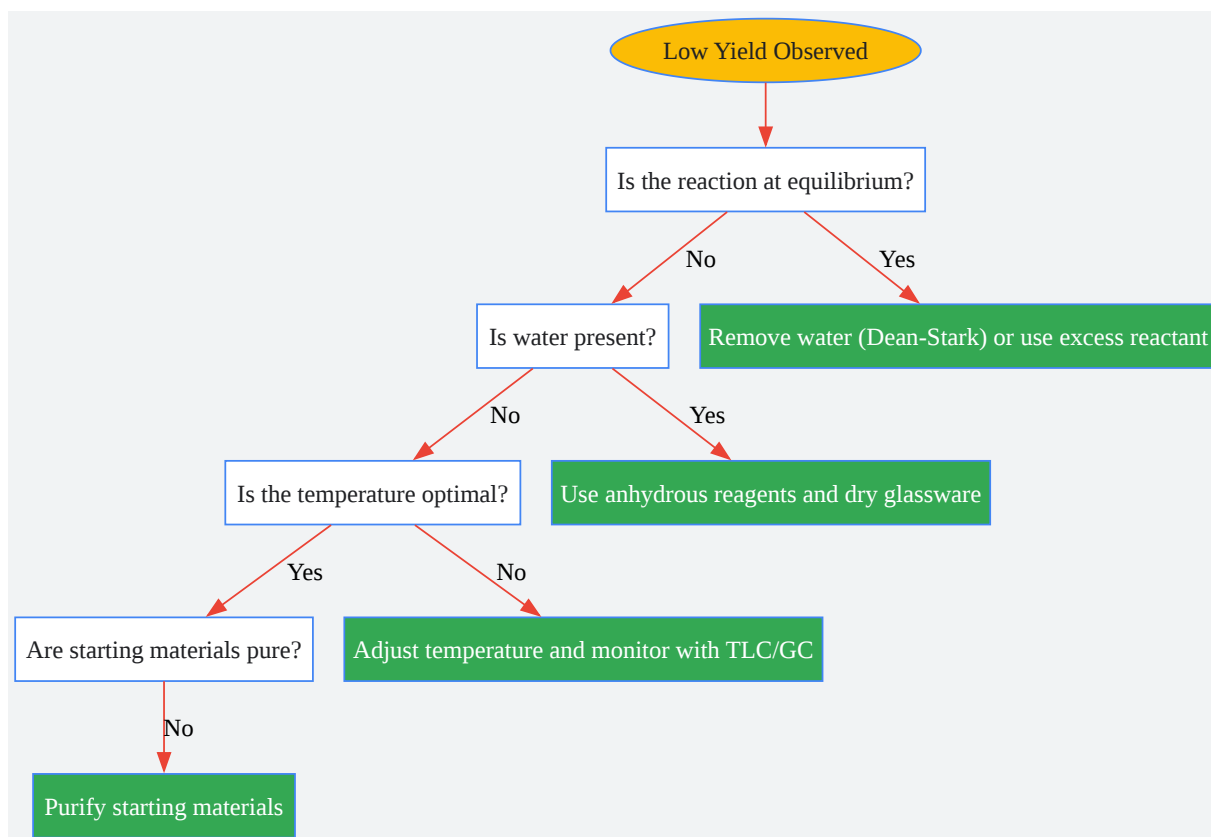 Low Yield Observed
Is the reaction at equilibrium?
No
Yes
Is water present?
Remove water (Dean-Stark) or use excess reactant
No
Yes
Is the temperature optimal?
Use anhydrous reagents and dry glassware
Yes
No
Are starting materials pure?
Adjust temperature and monitor with TLC/GC
No
Purify starting materials